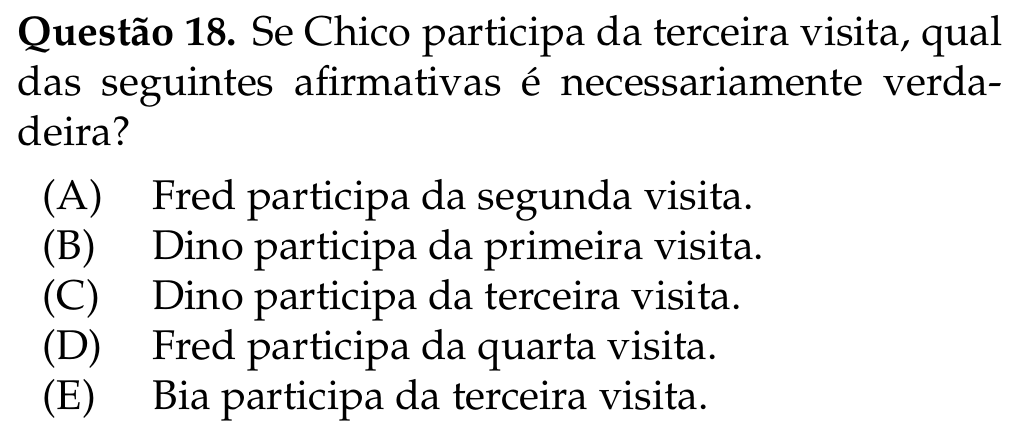 Questão 18. Se Chico participa da terceira visita, qual
das seguintes afirmativas é necessariamente verda-
deira?
(A) Fred participa da segunda visita.
(B) Dino participa da primeira visita.
(C) Dino participa da terceira visita.
(D) Fred participa da quarta visita.
(E) Bia participa da terceira visita.